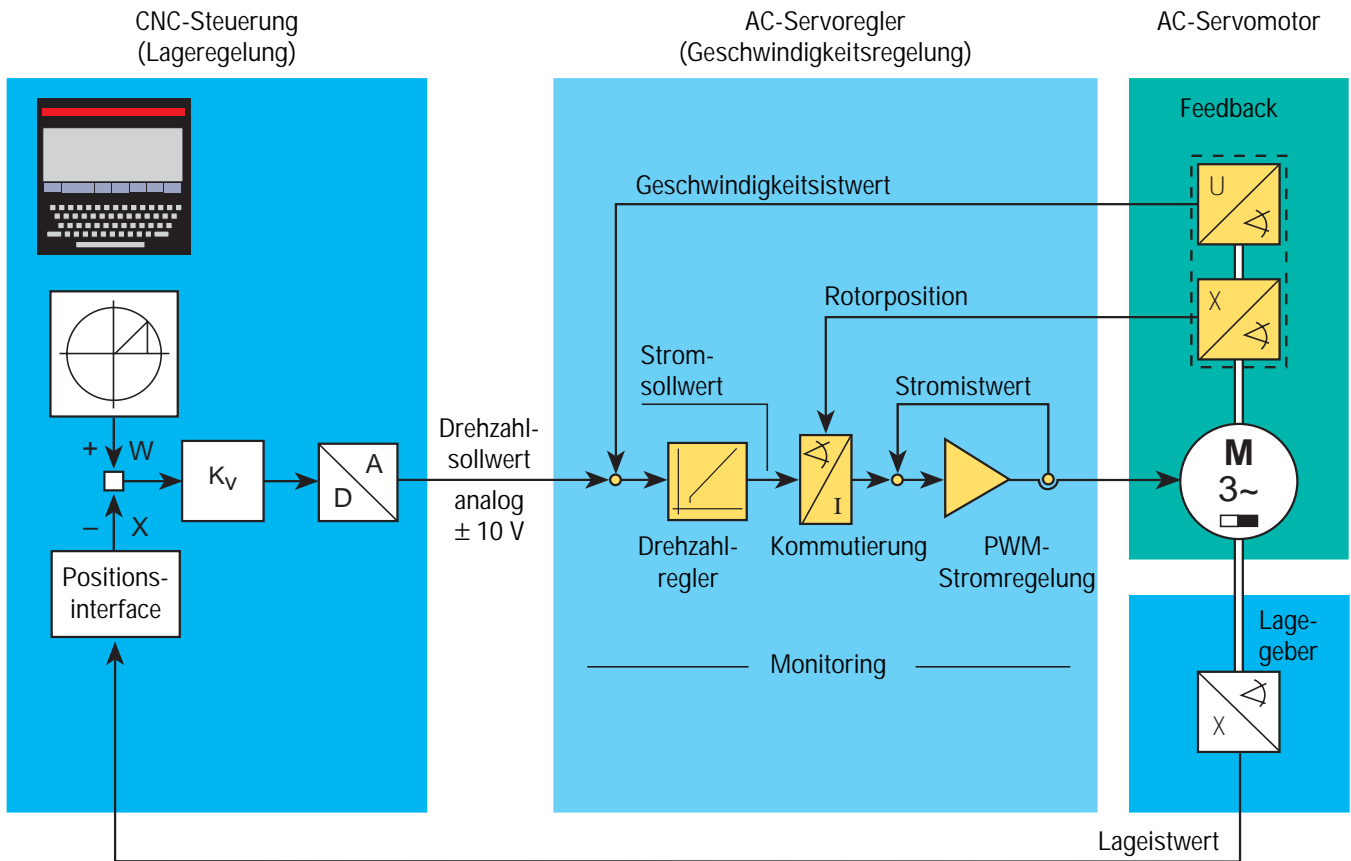 CNC-Steuerung
(Lageregelung)
AC-Servoregler
(Geschwindigkeitsregelung)
AC-Servomotor
Feedback
Geschwindigkeitsistwert
U
Rotorposition
X
Strom-
sollwert
Stromistwert
+ W
Drehzahl-
sollwert
analog
± 10 V
Kv
A
D
I
M
3~
– X
Positions-
interface
Drehzahl-
regler
Kommutierung
PWM-
Stromregelung
Monitoring
Lage-
geber
X
Lageistwert